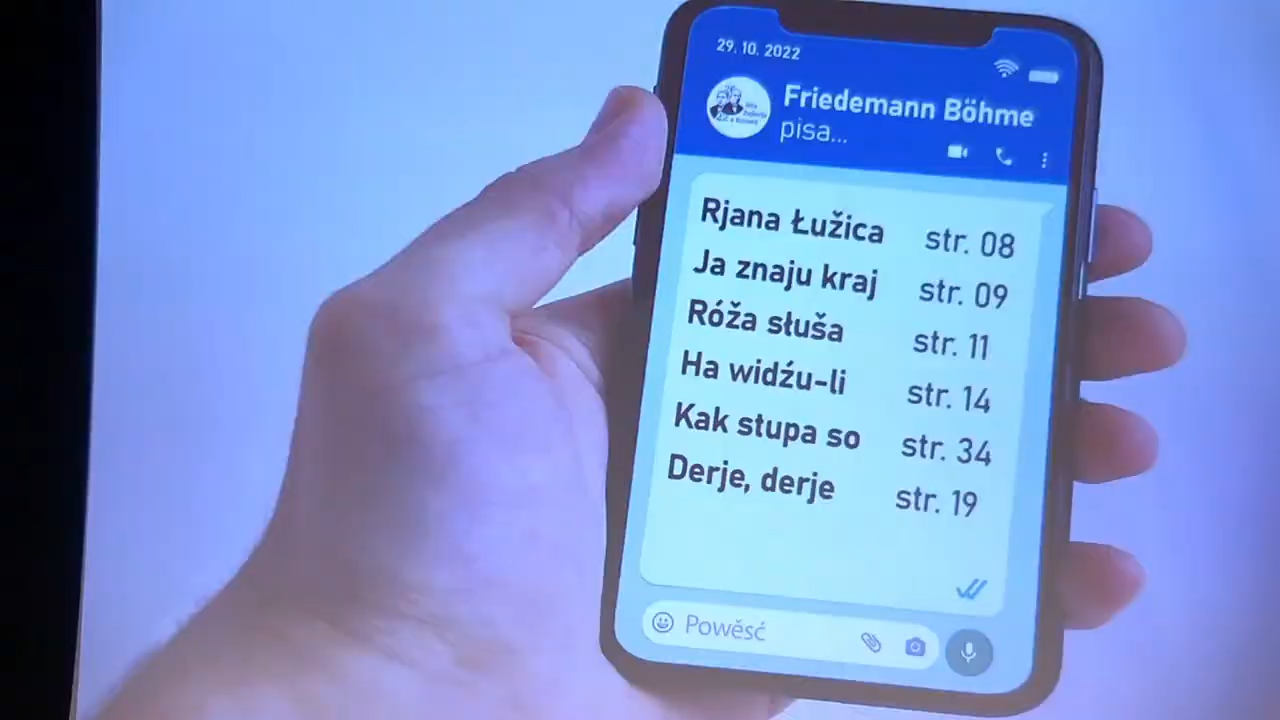 29. 10. 2022
Friedemann Böhme
pisa...
Rjana Łužica str. 08
Ja znaju kraj str. 09
Róža słuša str. 11
Ha widźu-li str. 14
Kak stupa so str. 34
Derje, derje str. 19
Powěsć